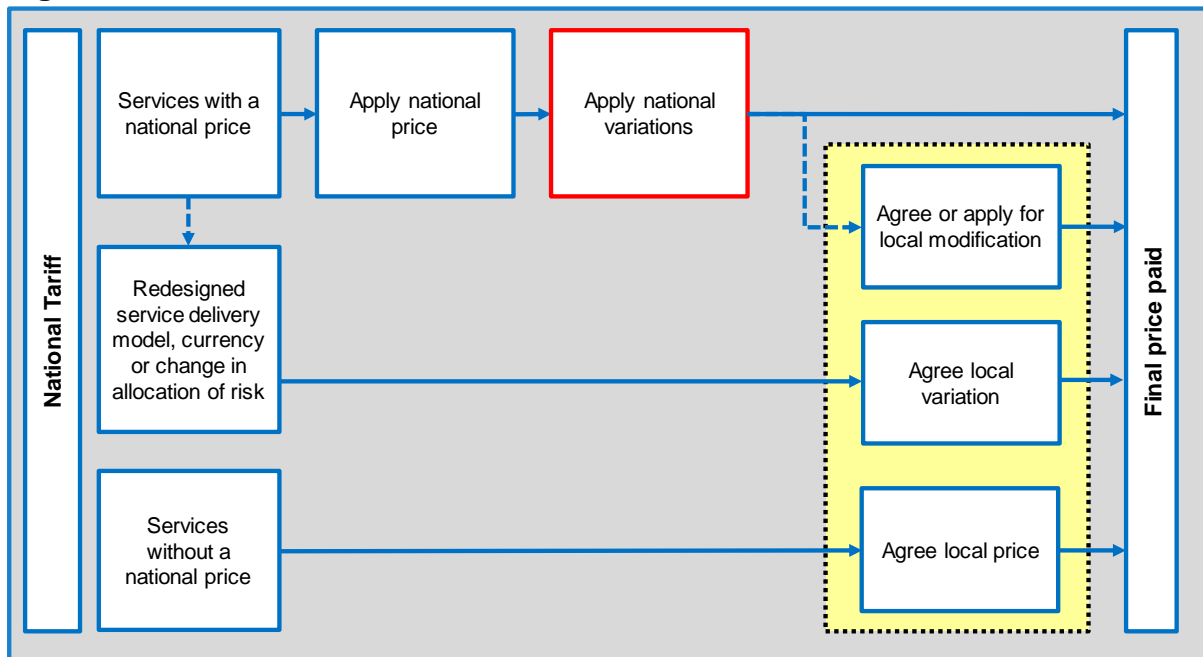 National Tariff
Services with a
national price
Apply national
price
Apply national
variations
Agree or apply for
local modification
Redesigned
service delivery
model, currency
or change in
allocation of risk
Agree local
variation
Services
without a
national price
Agree local price
Final price paid